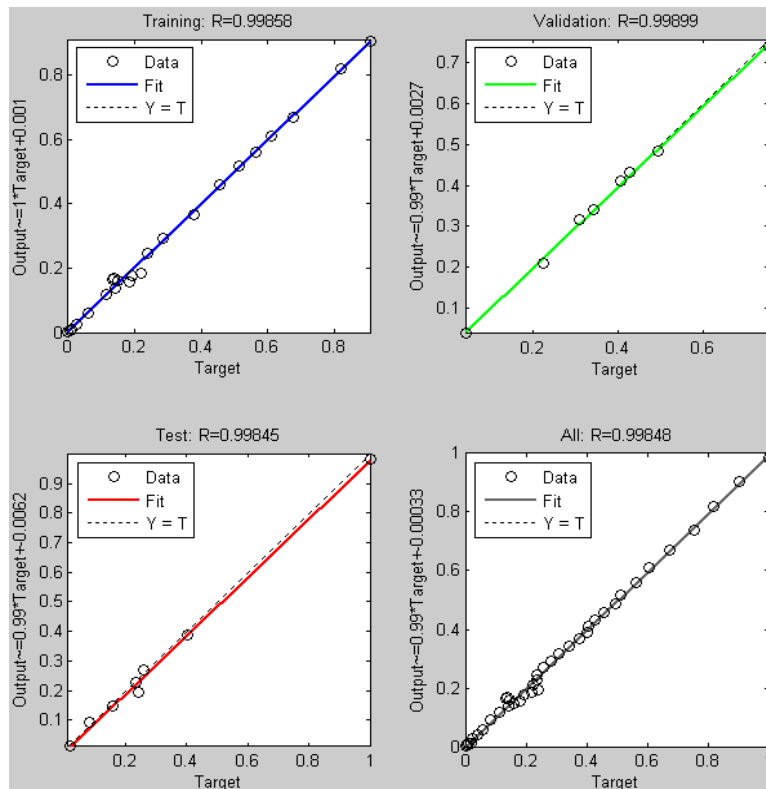 Training: R=0.99858
Output~=1*Target+0.001
Data
Fit
Y = T
0.8
0.6
0.4
0.2
0
0 0.2 0.4 0.6 0.8
Target
Validation: R=0.99899
Output~=0.99*Target+0.0027
Data
Fit
Y = T
0.7
0.6
0.5
0.4
0.3
0.2
0.1
0.2 0.4 0.6
Target
Test: R=0.99845
Output~=0.99*Target+-0.0062
Data
Fit
Y = T
0.9
0.8
0.7
0.6
0.5
0.4
0.3
0.2
0.1
0.2 0.4 0.6 0.8 1
Target
All: R=0.99848
Output~=0.99*Target+-0.00033
Data
Fit
Y = T
1
0.8
0.6
0.4
0.2
0
0 0.2 0.4 0.6 0.8
Target